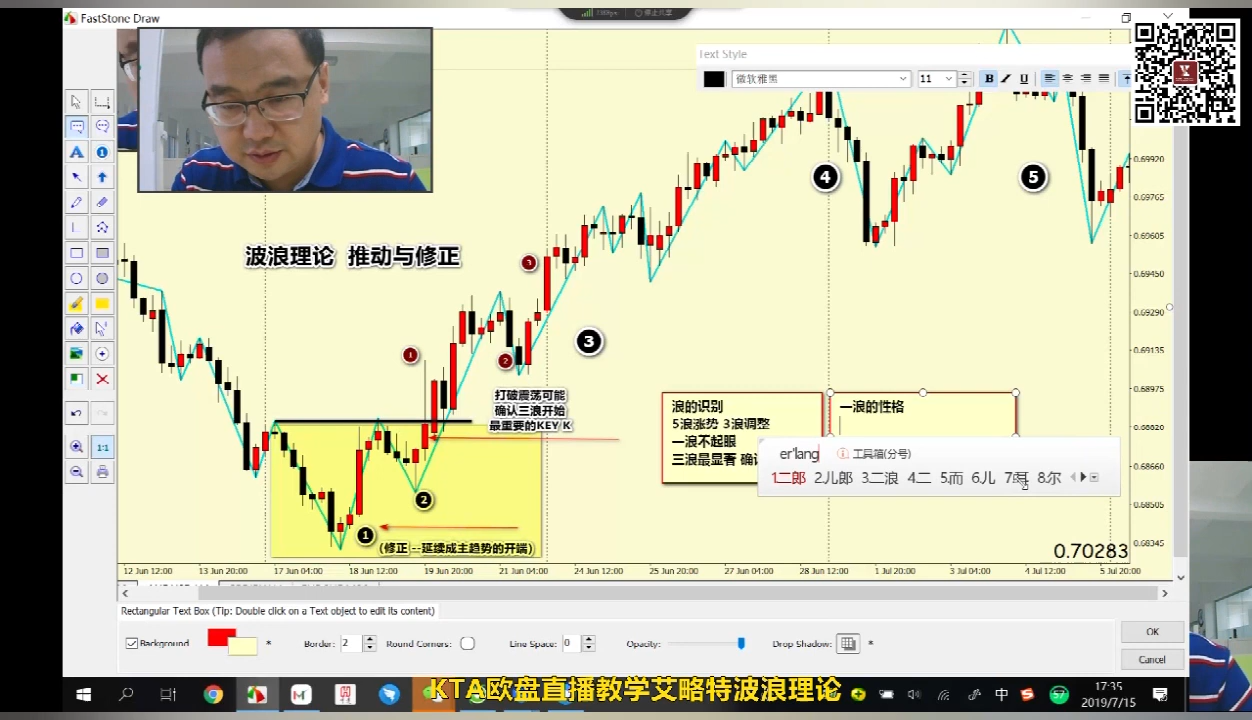 FastStone Draw
Text Style
微软雅黑
11
B
U
A
波浪理论 推动与修正
3
1
2
3
4
5
打破震荡可能
确认三浪开始
最重要的KEY K
2
1
(修正 --延续成主趋势的开端)
浪的识别
5浪涨势 3浪调整
一浪不起眼
三浪最显著 确
一浪的性格
er'lang
工具箱(分号)
1二郎 2儿郎 3二浪 4二 5而 6儿
8尔
0.69920
0.69765
0.69605
0.69450
0.69290
0.69135
0.68975
0.68820
0.68660
0.68505
0.68345
0.70283
12 Jun 12:00
13 Jun 20:00
17 Jun 04:00
18 Jun 12:00
19 Jun 20:00
21 Jun 04:00
24 Jun 12:00
25 Jun 20:00
27 Jun 04:00
28 Jun 12:00
1 Jul 20:00
3 Jul 04:00
4 Jul 12:00
5 Jul 20:00
1:1
Rectangular Text Box (Tip: Double click on a Text object to edit its content)
Background
Border: 2
Round Corners:
Line Space: 0
Opacity:
Drop Shadow:
OK
Cancel
KTA欧盘直播教学艾略特波浪理论
中
57
17:35
2019/7/15